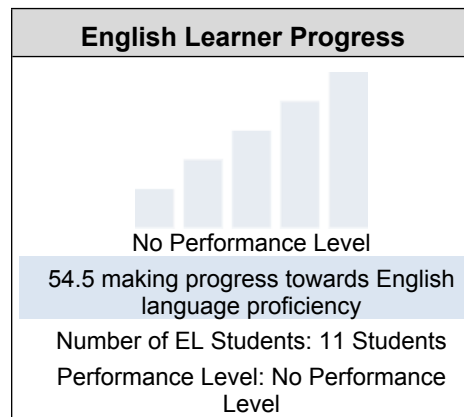 English Learner Progress
No Performance Level
54.5 making progress towards English
language proficiency
Number of EL Students: 11 Students
Performance Level: No Performance
Level